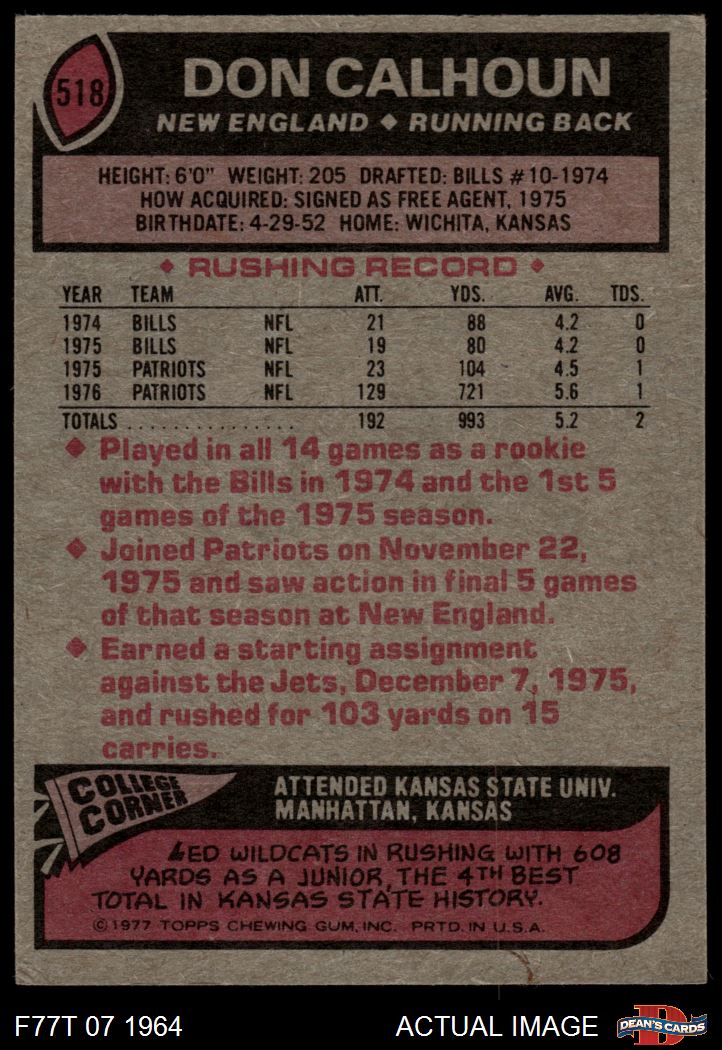 518
DON CALHOUN
NEW ENGLAND ◆ RUNNING BACK
HEIGHT: 6'0" WEIGHT: 205 DRAFTED: BILLS #10-1974
HOW ACQUIRED: SIGNED AS FREE AGENT, 1975
BIRTHDATE: 4-29-52 HOME: WICHITA, KANSAS
◆ RUSHING RECORD ◆
YEAR TEAM ATT. YDS. AVG. TDS.
1974 BILLS NFL 21 88 4.2 0
1975 BILLS NFL 19 80 4.2 0
1975 PATRIOTS NFL 23 104 4.5 1
1976 PATRIOTS NFL 129 721 5.6 1
TOTALS ............... 192 993 5.2 2
◆ Played in all 14 games as a rookie
with the Bills in 1974 and the 1st 5
games of the 1975 season.
◆ Joined Patriots on November 22,
1975 and saw action in final 5 games
of that season at New England.
◆ Earned a starting assignment
against the Jets, December 7, 1975,
and rushed for 103 yards on 15
carries.
COLLEGE
CORNER
ATTENDED KANSAS STATE UNIV.
MANHATTAN, KANSAS
LED WILDCATS IN RUSHING WITH 608
YARDS AS A JUNIOR, THE 4TH BEST
TOTAL IN KANSAS STATE HISTORY.
©1977 TOPPS CHEWING GUM, INC. PRTD. IN U.S.A.
F77T 07 1964 ACTUAL IMAGE
D
DEAN'S CARDS